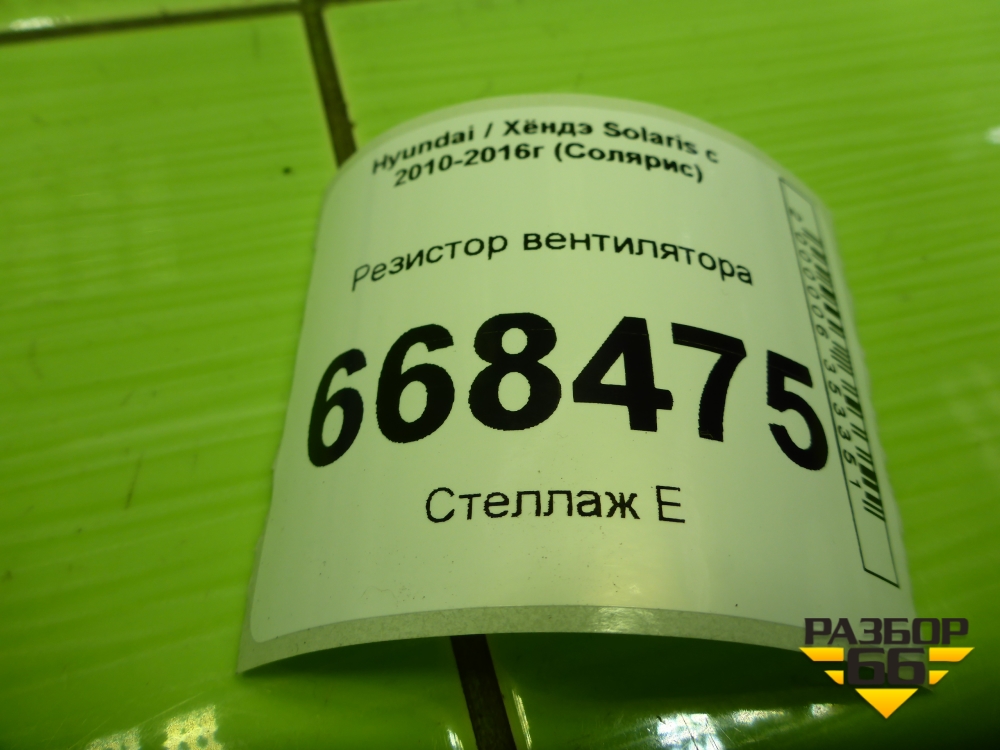 Hyundai / Хёндэ Solaris с
2010-2016г (Солярис)
Резистор вентилятора
668475
Стеллаж Е
РАЗБОР
66